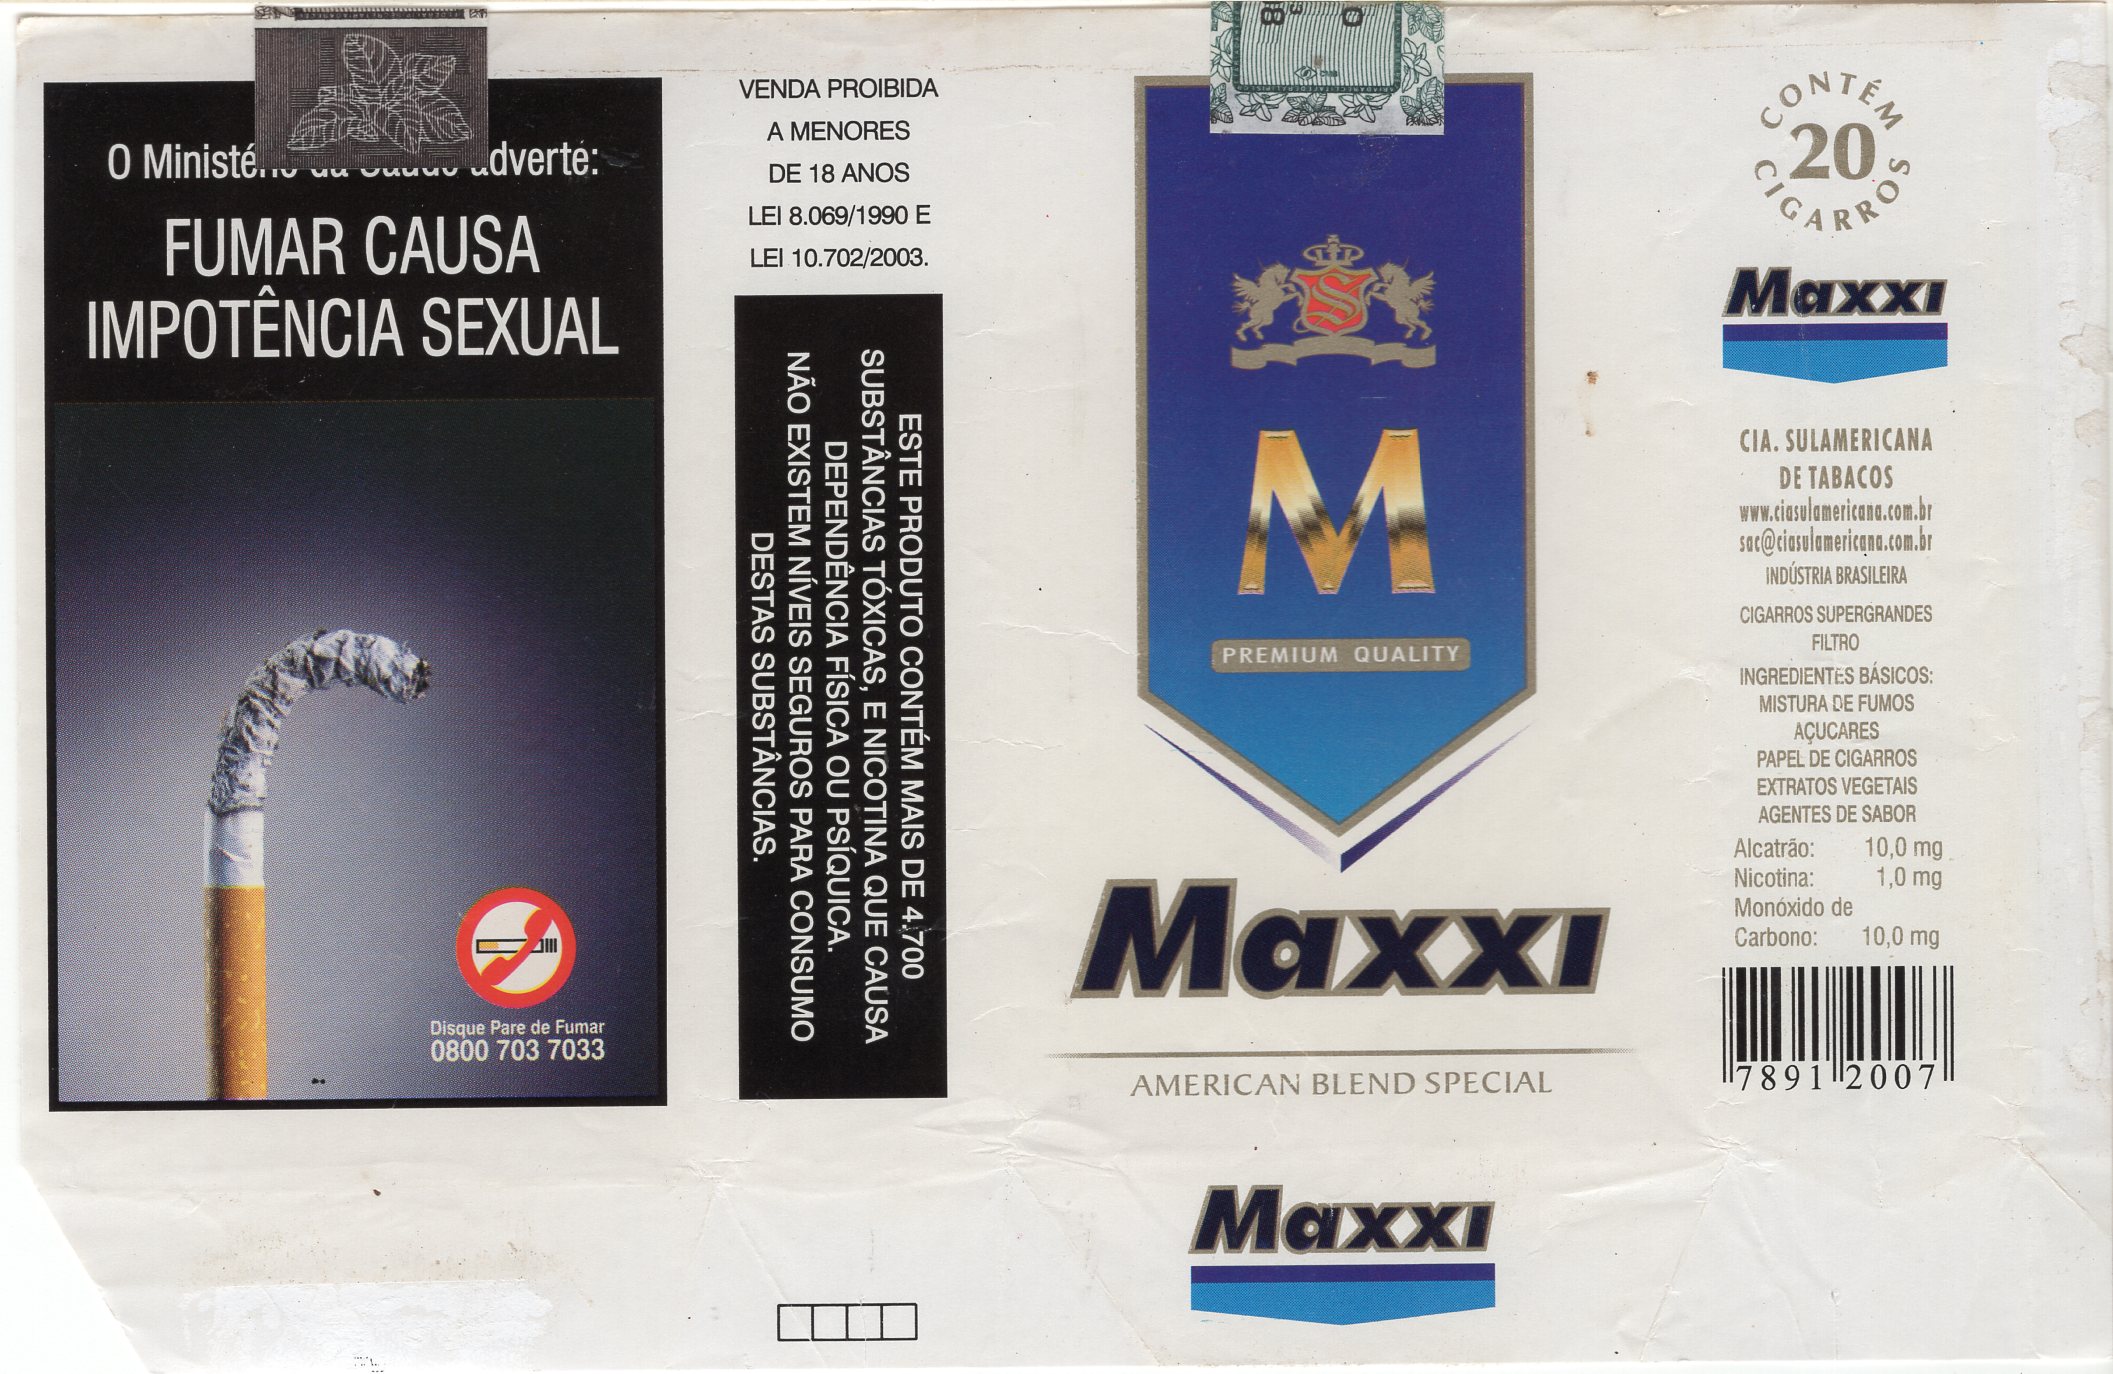 O Ministério da Saúde adverte:
FUMAR CAUSA
IMPOTÊNCIA SEXUAL
Disque Pare de Fumar
0800 703 7033
VENDA PROIBIDA
A MENORES
DE 18 ANOS
LEI 8.069/1990 E
LEI 10.702/2003.
ESTE PRODUTO CONTÉM MAIS DE 4.700
SUBSTÂNCIAS TÓXICAS, E NICOTINA QUE CAUSA
DEPENDÊNCIA FÍSICA OU PSÍQUICA.
NÃO EXISTEM NÍVEIS SEGUROS PARA CONSUMO
DESTAS SUBSTÂNCIAS.
S
M
PREMIUM QUALITY
Maxxi
AMERICAN BLEND SPECIAL
Maxxi
CONTÉM
20
CIGARROS
Maxxi
CIA. SULAMERICANA
DE TABACOS
www.ciasulamericana.com.br
sac@ciasulamericana.com.br
INDÚSTRIA BRASILEIRA
CIGARROS SUPERGRANDES
FILTRO
INGREDIENTES BÁSICOS:
MISTURA DE FUMOS
AÇUCARES
PAPEL DE CIGARROS
EXTRATOS VEGETAIS
AGENTES DE SABOR
Alcatrão: 10,0 mg
Nicotina: 1,0 mg
Monóxido de
Carbono: 10,0 mg
7891 2007